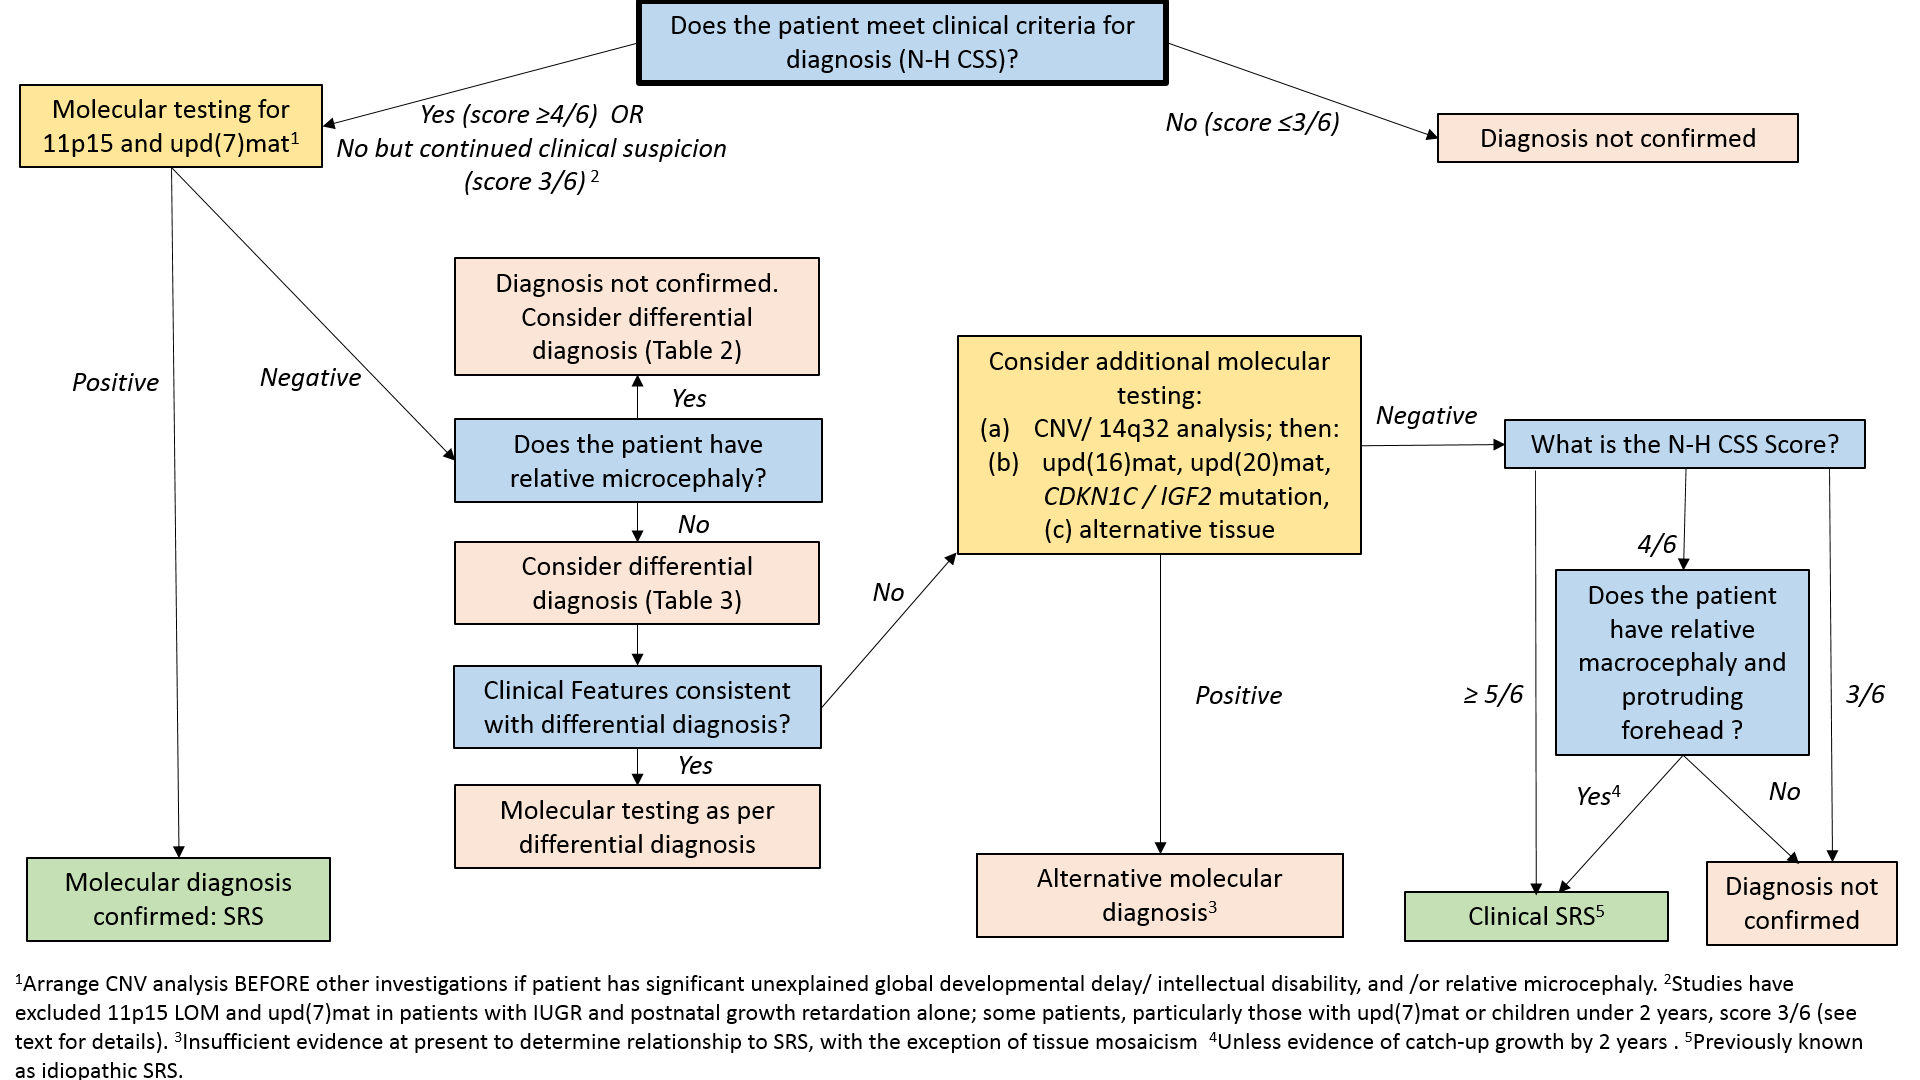 Does the patient meet clinical criteria for
diagnosis (N-H CSS)?
Molecular testing for
11p15 and upd(7)mat¹
Yes (score ≥4/6)  OR
No but continued clinical suspicion
(score 3/6) ²
No (score ≤3/6)
Diagnosis not confirmed
Positive
Negative
Diagnosis not confirmed.
Consider differential
diagnosis (Table 2)
Yes
Does the patient have
relative microcephaly?
No
Consider differential
diagnosis (Table 3)
Clinical Features consistent
with differential diagnosis?
Yes
Molecular testing as per
differential diagnosis
No
Consider additional molecular
testing:
(a) CNV/ 14q32 analysis; then:
(b) upd(16)mat, upd(20)mat,
CDKN1C / IGF2 mutation,
(c) alternative tissue
Negative
What is the N-H CSS Score?
4/6
Does the patient
have relative
macrocephaly and
protruding
forehead ?
≥ 5/6
3/6
Positive
Yes⁴
No
Molecular diagnosis
confirmed: SRS
Alternative molecular
diagnosis³
Clinical SRS⁵
Diagnosis not
confirmed
¹Arrange CNV analysis BEFORE other investigations if patient has significant unexplained global developmental delay/ intellectual disability, and /or relative microcephaly. ²Studies have
excluded 11p15 LOM and upd(7)mat in patients with IUGR and postnatal growth retardation alone; some patients, particularly those with upd(7)mat or children under 2 years, score 3/6 (see
text for details). ³Insufficient evidence at present to determine relationship to SRS, with the exception of tissue mosaicism ⁴Unless evidence of catch-up growth by 2 years . ⁵Previously known
as idiopathic SRS.